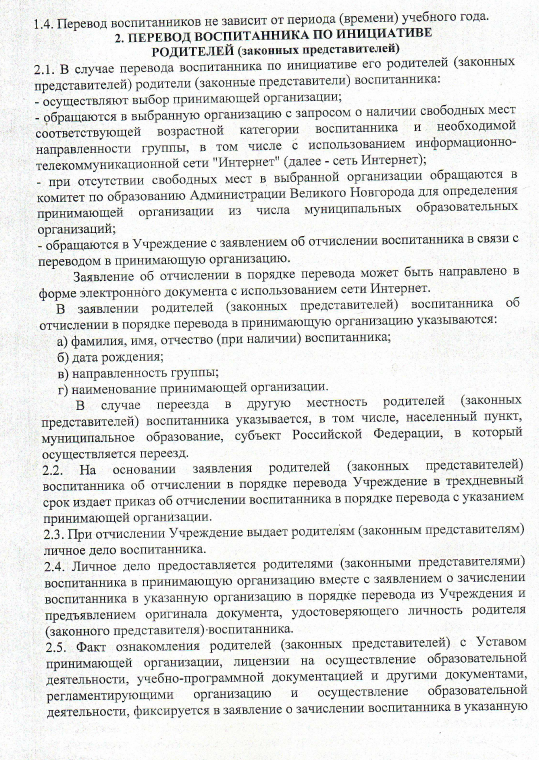 1.4. Перевод воспитанников не зависит от периода (времени) учебного года.
2. ПЕРЕВОД ВОСПИТАННИКА ПО ИНИЦИАТИВЕ
РОДИТЕЛЕЙ (законных представителей)
2.1. В случае перевода воспитанника по инициативе его родителей (законных
представителей) родители (законные представители) воспитанника:
- осуществляют выбор принимающей организации;
- обращаются в выбранную организацию с запросом о наличии свободных мест
соответствующей возрастной категории воспитанника и необходимой
направленности группы, в том числе с использованием информационно-
телекоммуникационной сети "Интернет" (далее - сеть Интернет);
- при отсутствии свободных мест в выбранной организации обращаются в
комитет по образованию Администрации Великого Новгорода для определения
принимающей организации из числа муниципальных образовательных
организаций;
- обращаются в Учреждение с заявлением об отчислении воспитанника в связи с
переводом в принимающую организацию.
Заявление об отчислении в порядке перевода может быть направлено в
форме электронного документа с использованием сети Интернет.
В заявлении родителей (законных представителей) воспитанника об
отчислении в порядке перевода в принимающую организацию указываются:
а) фамилия, имя, отчество (при наличии) воспитанника;
б) дата рождения;
в) направленность группы;
г) наименование принимающей организации.
В случае переезда в другую местность родителей (законных
представителей) воспитанника указывается, в том числе, населенный пункт,
муниципальное образование, субъект Российской Федерации, в который
осуществляется переезд.
2.2. На основании заявления родителей (законных представителей)
воспитанника об отчислении в порядке перевода Учреждение в трехдневный
срок издает приказ об отчислении воспитанника в порядке перевода с указанием
принимающей организации.
2.3. При отчислении Учреждение выдает родителям (законным представителям)
личное дело воспитанника.
2.4. Личное дело предоставляется родителями (законными представителями)
воспитанника в принимающую организацию вместе с заявлением о зачислении
воспитанника в указанную организацию в порядке перевода из Учреждения и
предъявлением оригинала документа, удостоверяющего личность родителя
(законного представителя) воспитанника.
2.5. Факт ознакомления родителей (законных представителей) с Уставом
принимающей организации, лицензии на осуществление образовательной
деятельности, учебно-программной документацией и другими документами,
регламентирующими организацию и осуществление образовательной
деятельности, фиксируется в заявление о зачислении воспитанника в указанную